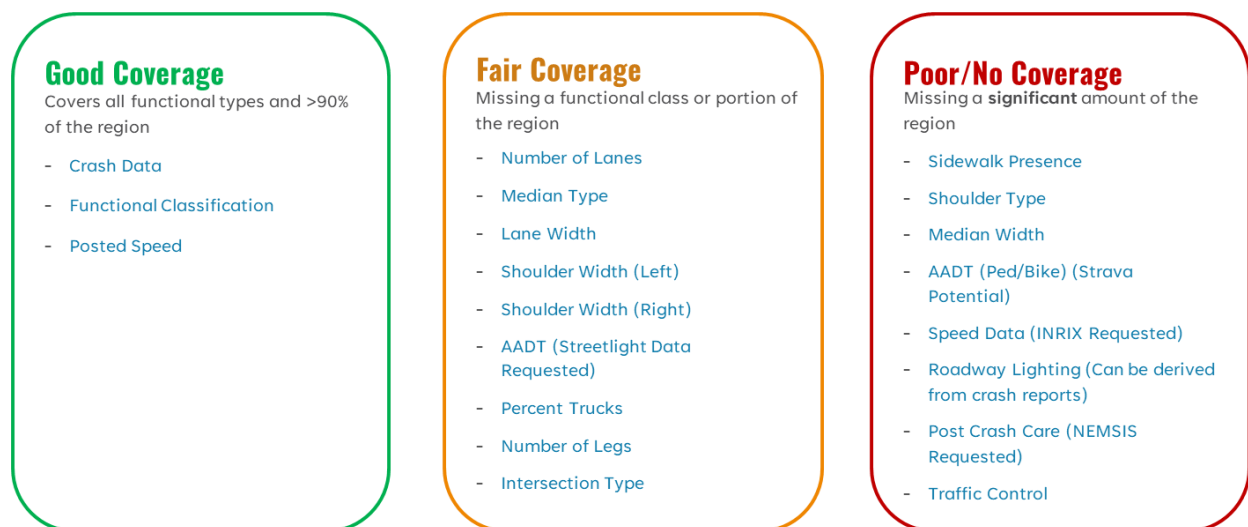 Good Coverage
Covers all functional types and >90%
of the region
- Crash Data
- Functional Classification
- Posted Speed
Fair Coverage
Missing a functional class or portion of
the region
- Number of Lanes
- Median Type
- Lane Width
- Shoulder Width (Left)
- Shoulder Width (Right)
- AADT (Streetlight Data
Requested)
- Percent Trucks
- Number of Legs
- Intersection Type
Poor/No Coverage
Missing a significant amount of the
region
- Sidewalk Presence
- Shoulder Type
- Median Width
- AADT (Ped/Bike) (Strava
Potential)
- Speed Data (INRIX Requested)
- Roadway Lighting (Can be derived
from crash reports)
- Post Crash Care (NEMSIS
Requested)
- Traffic Control